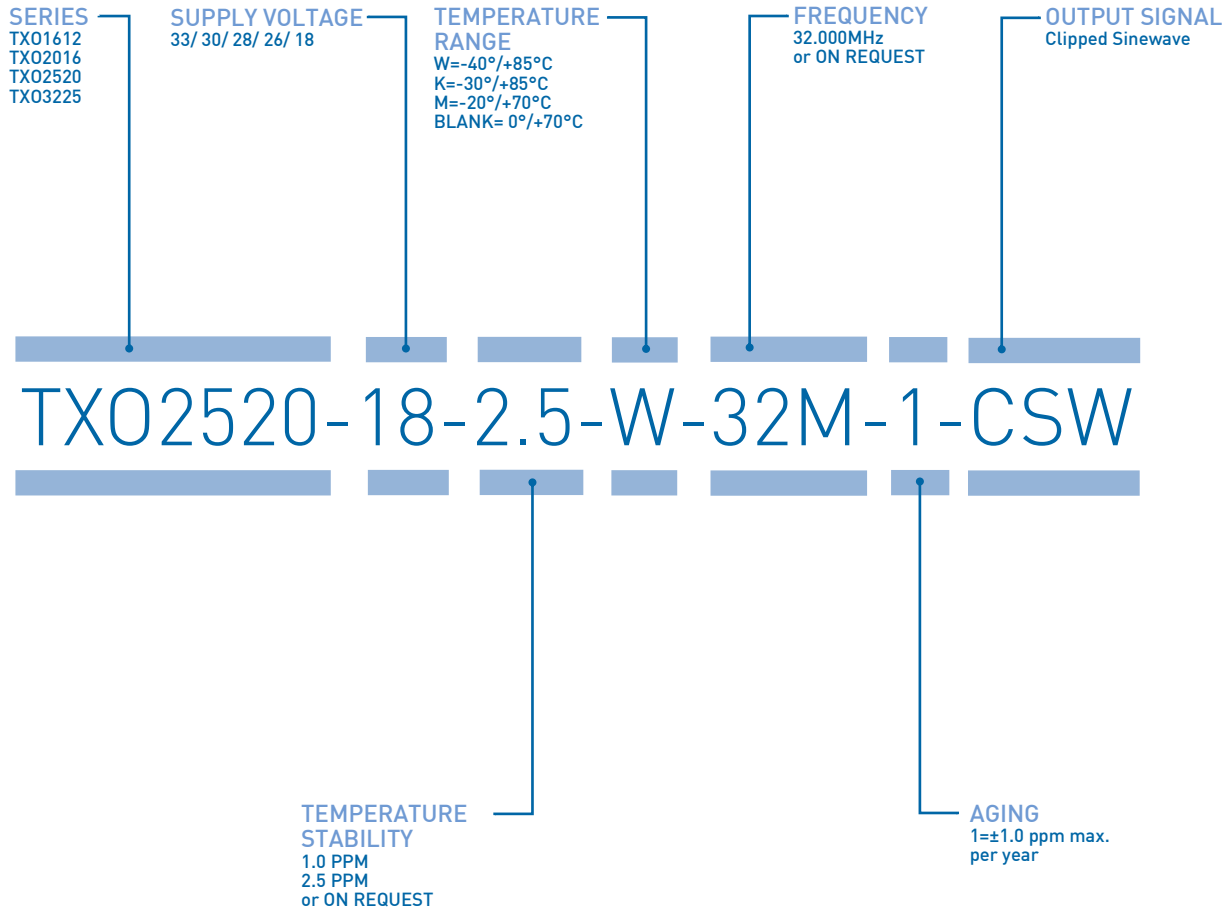 SERIES
TXO1612
TXO2016
TXO2520
TXO3225
SUPPLY VOLTAGE
33/ 30/ 28/ 26/ 18
TEMPERATURE
RANGE
W=-40°/+85°C
K=-30°/+85°C
M=-20°/+70°C
BLANK= 0°/+70°C
FREQUENCY
32.000MHz
or ON REQUEST
OUTPUT SIGNAL
Clipped Sinewave
TXO2520-18-2.5-W-32M-1-CSW
TEMPERATURE
STABILITY
1.0 PPM
2.5 PPM
or ON REQUEST
AGING
1=±1.0 ppm max.
per year